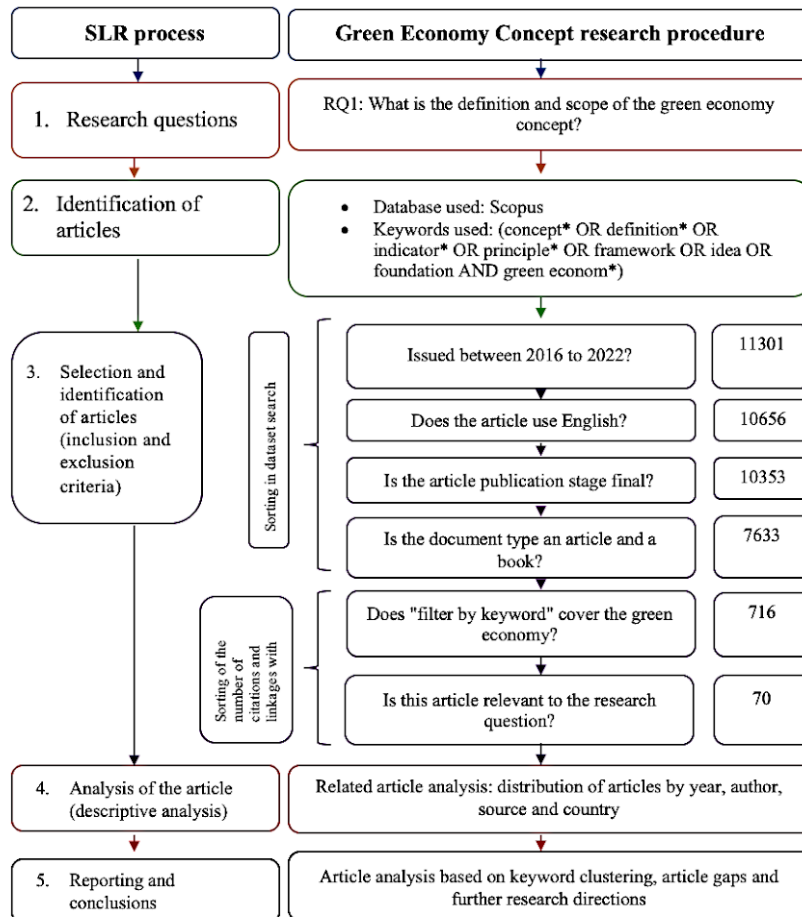 SLR process
Green Economy Concept research procedure
1. Research questions
RQ1: What is the definition and scope of the green economy
concept?
2. Identification of
articles
• Database used: Scopus
• Keywords used: (concept* OR definition* OR
indicator* OR principle* OR framework OR idea OR
foundation AND green econom*)
3. Selection and
identification
of articles
(inclusion and
exclusion
criteria)
Sorting in dataset search
Issued between 2016 to 2022?
11301
Does the article use English?
10656
Is the article publication stage final?
10353
Is the document type an article and a
book?
7633
Sorting of the
number of
citations and
linkages with
Does "filter by keyword" cover the green
economy?
716
Is this article relevant to the research
question?
70
4. Analysis of the article
(descriptive analysis)
Related article analysis: distribution of articles by year, author,
source and country
5. Reporting and
conclusions
Article analysis based on keyword clustering, article gaps and
further research directions